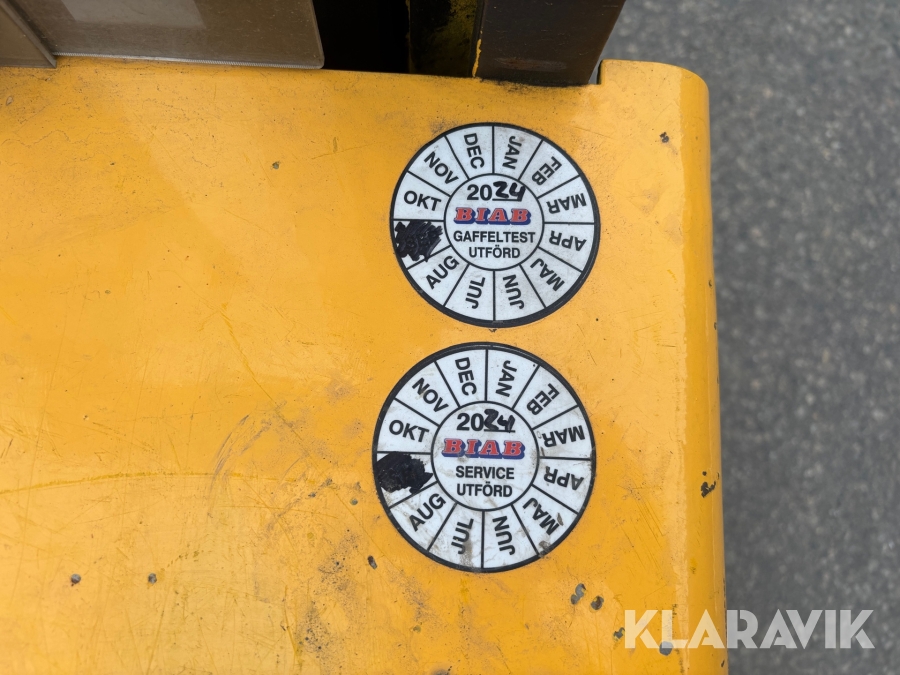 DEC
JAN
FEB
MAR
APR
MAJ
JUN
JUL
AUG
OKT
NOV
2024
BIAB
GAFFELTEST
UTFÖRD
DEC
JAN
FEB
MAR
APR
MAJ
JUN
JUL
AUG
OKT
NOV
2024
BIAB
SERVICE
UTFÖRD
KLARAVIK